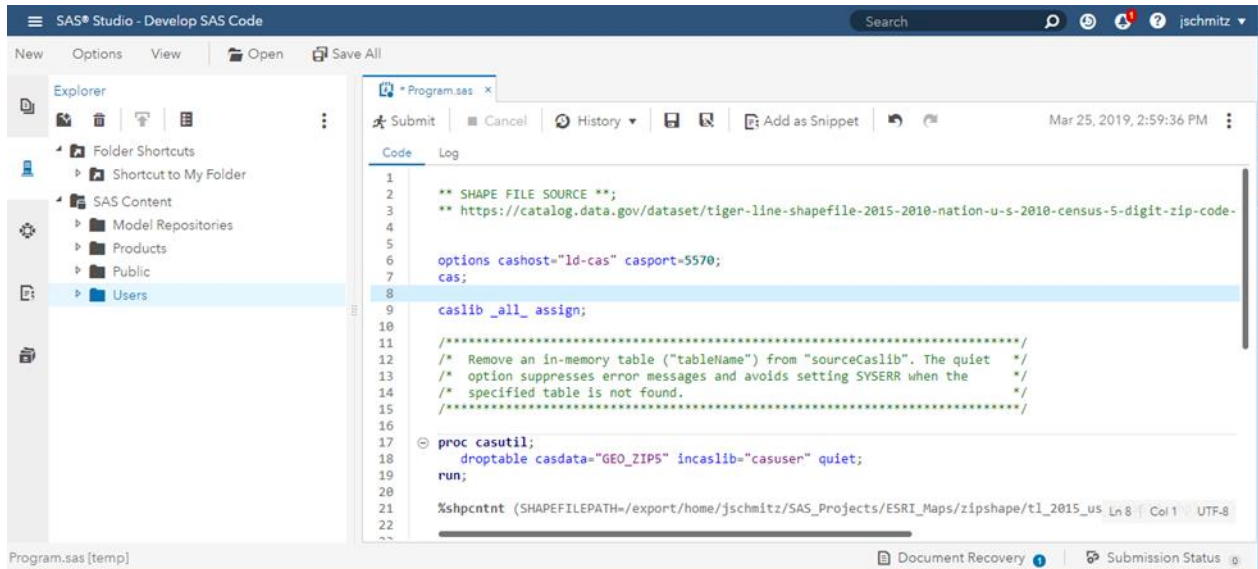 SAS® Studio - Develop SAS Code
Search
1
jschmitz
New Options View Open Save All
Explorer
Folder Shortcuts
Shortcut to My Folder
SAS Content
Model Repositories
Products
Public
Users
* Program.sas ×
Submit Cancel History Add as Snippet Mar 25, 2019, 2:59:36 PM
Code Log
1
2 ** SHAPE FILE SOURCE **;
3 ** https://catalog.data.gov/dataset/tiger-line-shapefile-2015-2010-nation-u-s-2010-census-5-digit-zip-code-
4
5
6 options cashost="ld-cas" casport=5570;
7 cas;
8
9 caslib _all_ assign;
10
11 /*************************************************************************/
12 /* Remove an in-memory table ("tableName") from "sourceCaslib". The quiet */
13 /* option suppresses error messages and avoids setting SYSERR when the */
14 /* specified table is not found. */
15 /*************************************************************************/
16
17 proc casutil;
18 droptable casdata="GEO_ZIP5" incaslib="casuser" quiet;
19 run;
20
21 %shpcntnt (SHAPEFILEPATH=/export/home/jschmitz/SAS_Projects/ESRI_Maps/zipshape/tl_2015_us
22
Ln 8 Col 1 UTF-8
Program.sas [temp]
Document Recovery 1 Submission Status 0